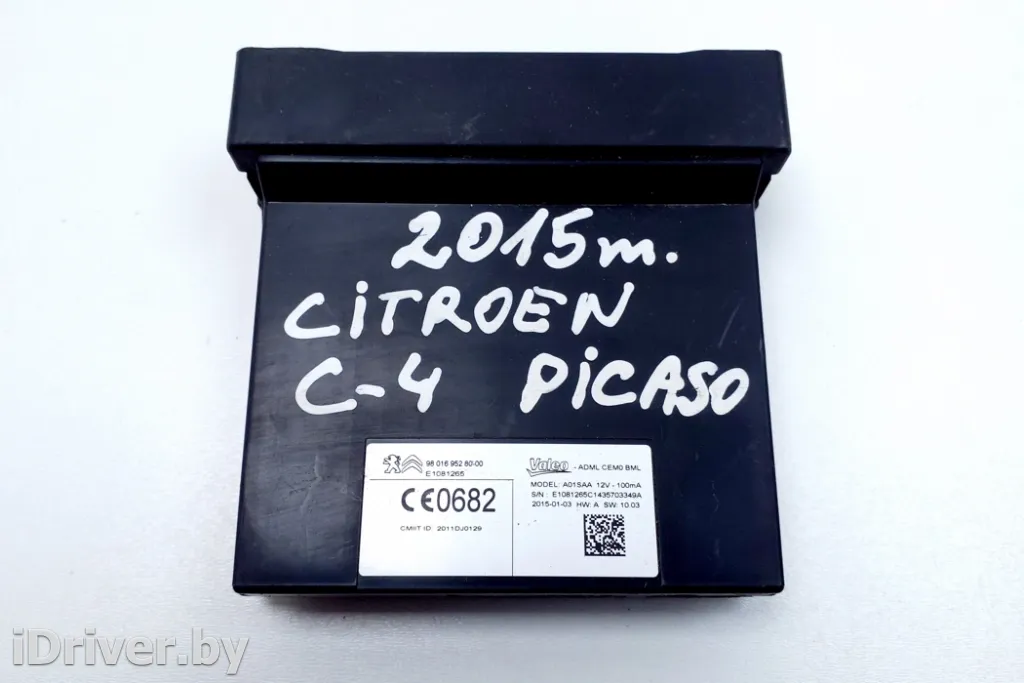 2015m.
CiTROEN
C-4 PiCASO
98 016 952 80-00
E1081265
CE0682
CMIIT ID : 2011DJ0129
Valeo - ADML CEM0 BML
MODEL: A01SAA 12V - 100mA
S/N : E1081265C1435703349A
2015-01-03 HW: A SW: 10.03
iDriver.by